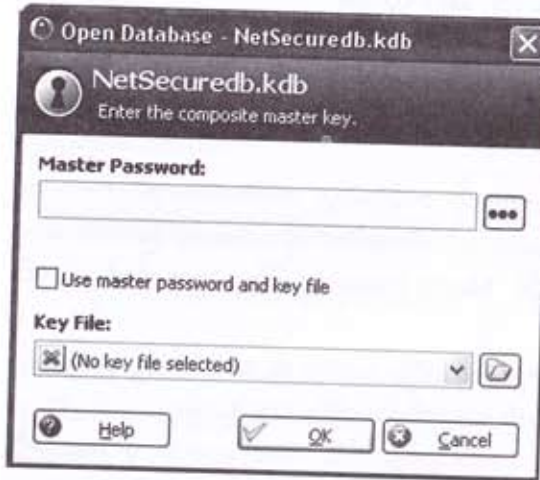 Open Database - NetSecuredb.kdb
NetSecuredb.kdb
Enter the composite master key.
Master Password:
Use master password and key file
Key File:
(No key file selected)
Help
OK
Cancel